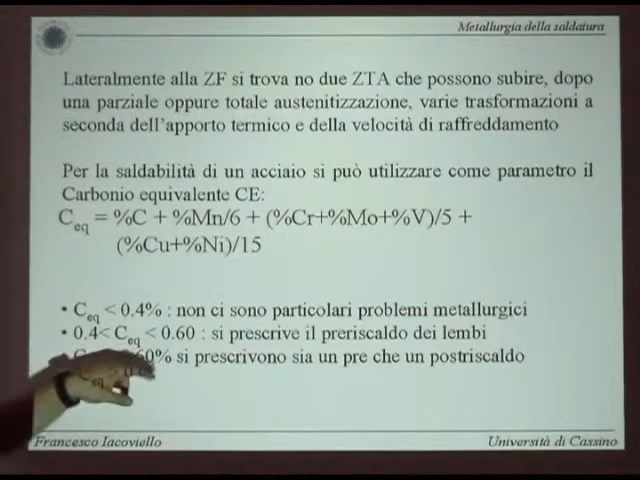 Metallurgia della saldatura
Lateralmente alla ZF si trova no due ZTA che possono subire, dopo
una parziale oppure totale austenitizzazione, varie trasformazioni a
seconda dell'apporto termico e della velocità di raffreddamento
Per la saldabilità di un acciaio si può utilizzare come parametro il
Carbonio equivalente CE:
Ceq = %C + %Mn/6 + (%Cr+%Mo+%V)/5 +
(%Cu+%Ni)/15
• Ceq < 0.4% : non ci sono particolari problemi metallurgici
• 0.4< Ceq < 0.60 : si prescrive il preriscaldo dei lembi
60% si prescrivono sia un pre che un postriscaldo
Francesco Iacoviello
Università di Cassino